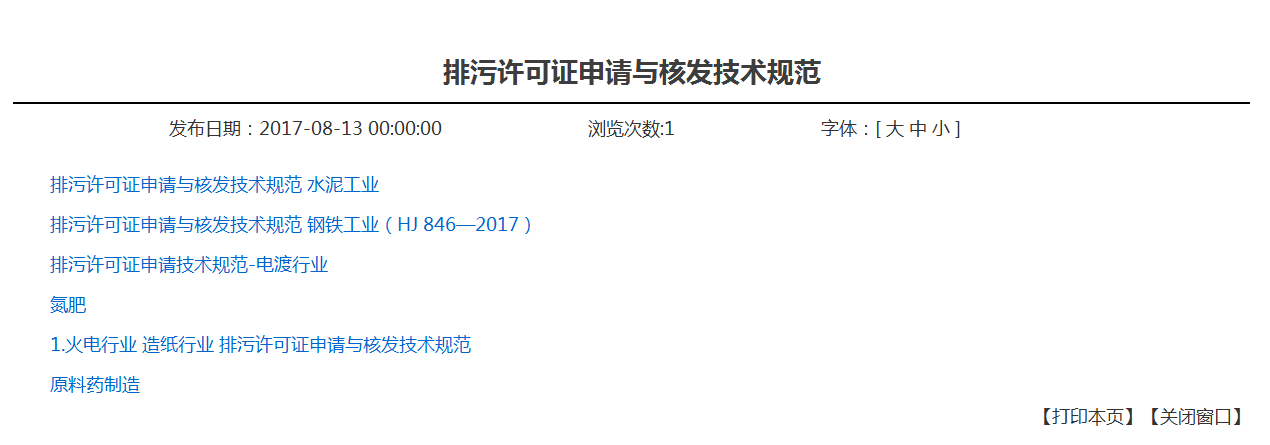 排污许可证申请与核发技术规范
发布日期：2017-08-13 00:00:00 浏览次数:1 字体：[ 大 中 小 ]
排污许可证申请与核发技术规范 水泥工业
排污许可证申请与核发技术规范 钢铁工业（HJ 846—2017）
排污许可证申请技术规范-电渡行业
氮肥
1.火电行业 造纸行业 排污许可证申请与核发技术规范
原料药制造
【打印本页】【关闭窗口】